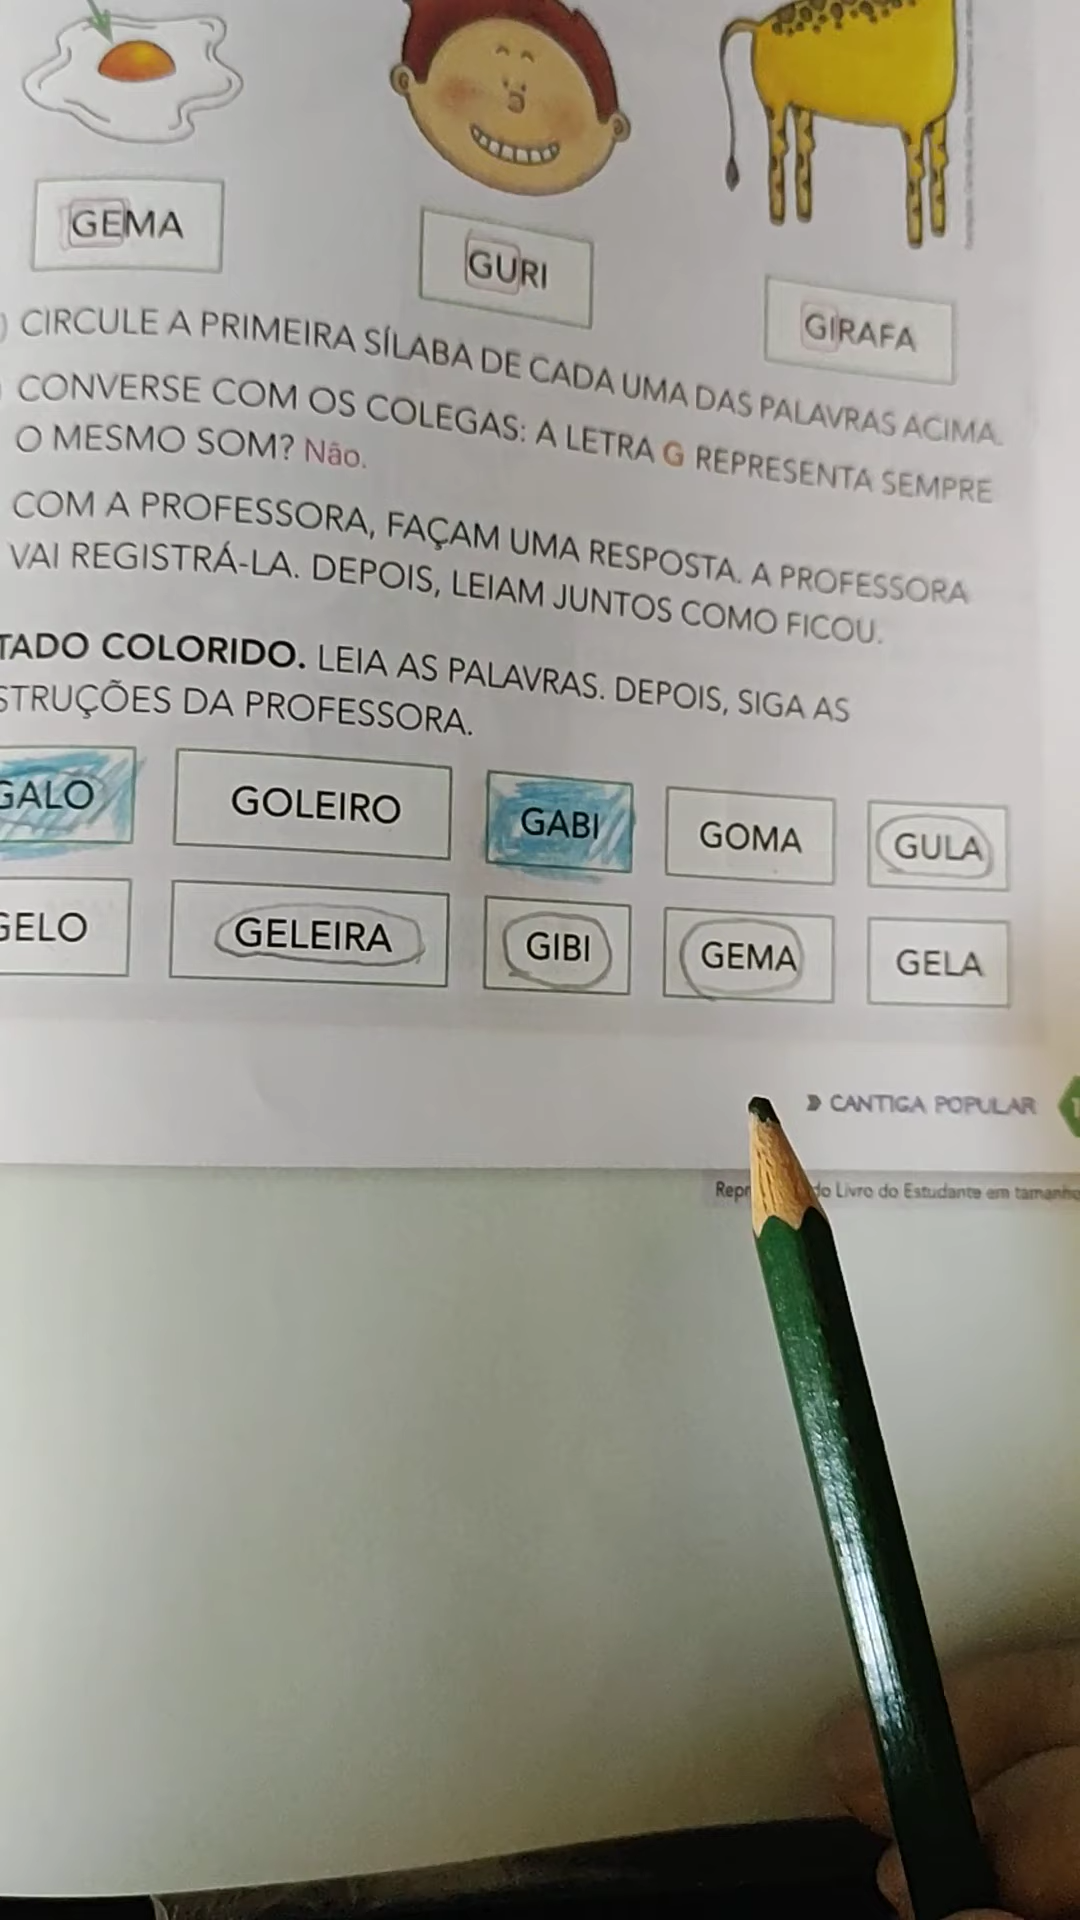 GEMA
GURI
GIRAFA
CIRCULE A PRIMEIRA SÍLABA DE CADA UMA DAS PALAVRAS ACIMA.
CONVERSE COM OS COLEGAS: A LETRA G REPRESENTA SEMPRE
O MESMO SOM? Não.
COM A PROFESSORA, FAÇAM UMA RESPOSTA. A PROFESSORA
VAI REGISTRÁ-LA. DEPOIS, LEIAM JUNTOS COMO FICOU.
TADO COLORIDO. LEIA AS PALAVRAS. DEPOIS, SIGA AS
STRUÇÕES DA PROFESSORA.
GALO GOLEIRO GABI GOMA GULA
GELO GELEIRA GIBI GEMA GELA
CANTIGA POPULAR
do Livro do Estudante em